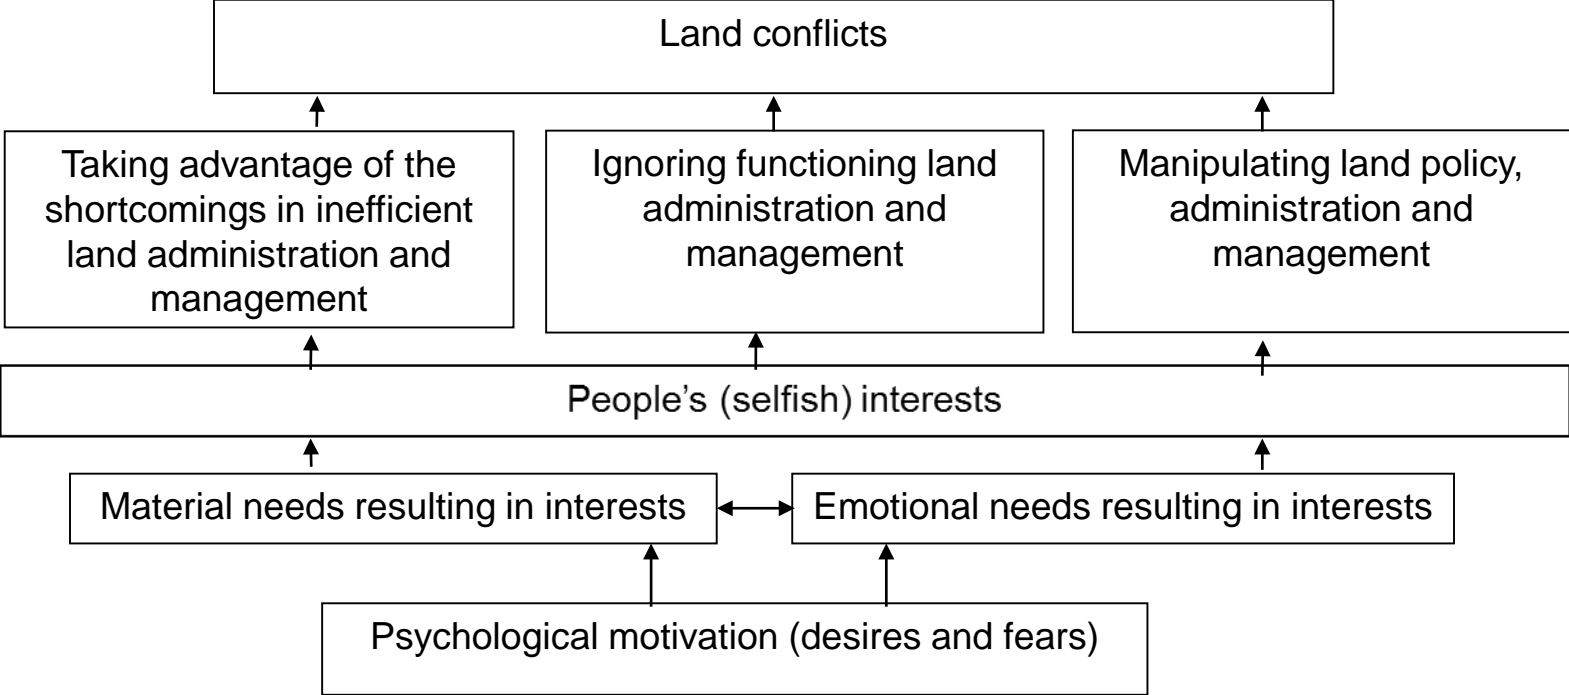 Land conflicts
Taking advantage of the
shortcomings in inefficient
land administration and
management
Ignoring functioning land
administration and
management
Manipulating land policy,
administration and
management
People’s (selfish) interests
Material needs resulting in interests
Emotional needs resulting in interests
Psychological motivation (desires and fears)